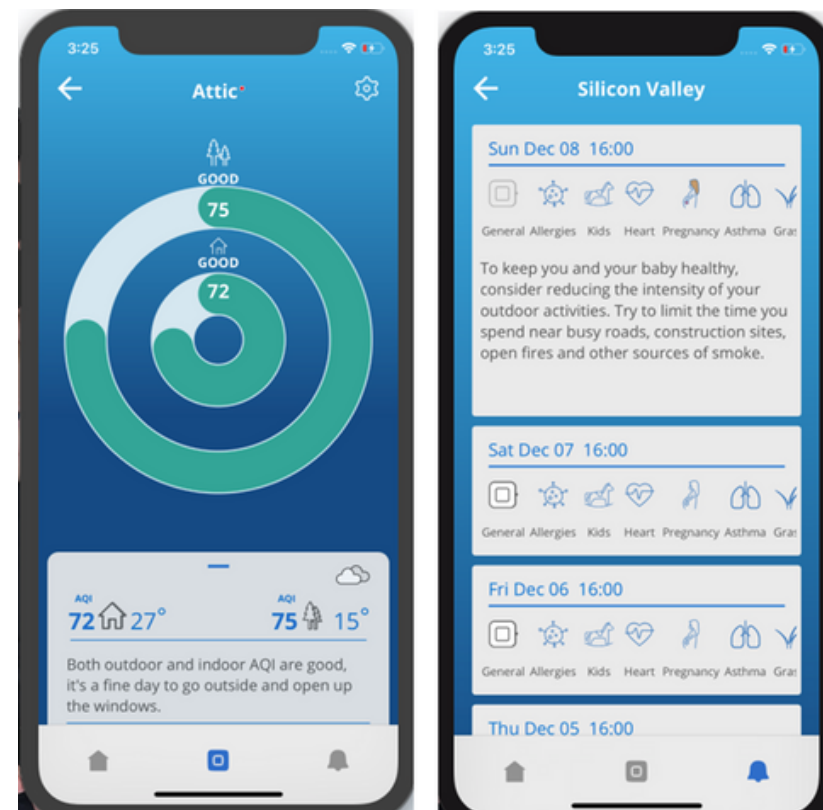 3:25
Attic
GOOD
75
GOOD
72
AQI
72 27°
AQI
75 15°
Both outdoor and indoor AQI are good,
it's a fine day to go outside and open up
the windows.
3:25
Silicon Valley
Sun Dec 08 16:00
General Allergies Kids Heart Pregnancy Asthma Gras
To keep you and your baby healthy,
consider reducing the intensity of your
outdoor activities. Try to limit the time you
spend near busy roads, construction sites,
open fires and other sources of smoke.
Sat Dec 07 16:00
General Allergies Kids Heart Pregnancy Asthma Gras
Fri Dec 06 16:00
General Allergies Kids Heart Pregnancy Asthma Gras
Thu Dec 05 16:00